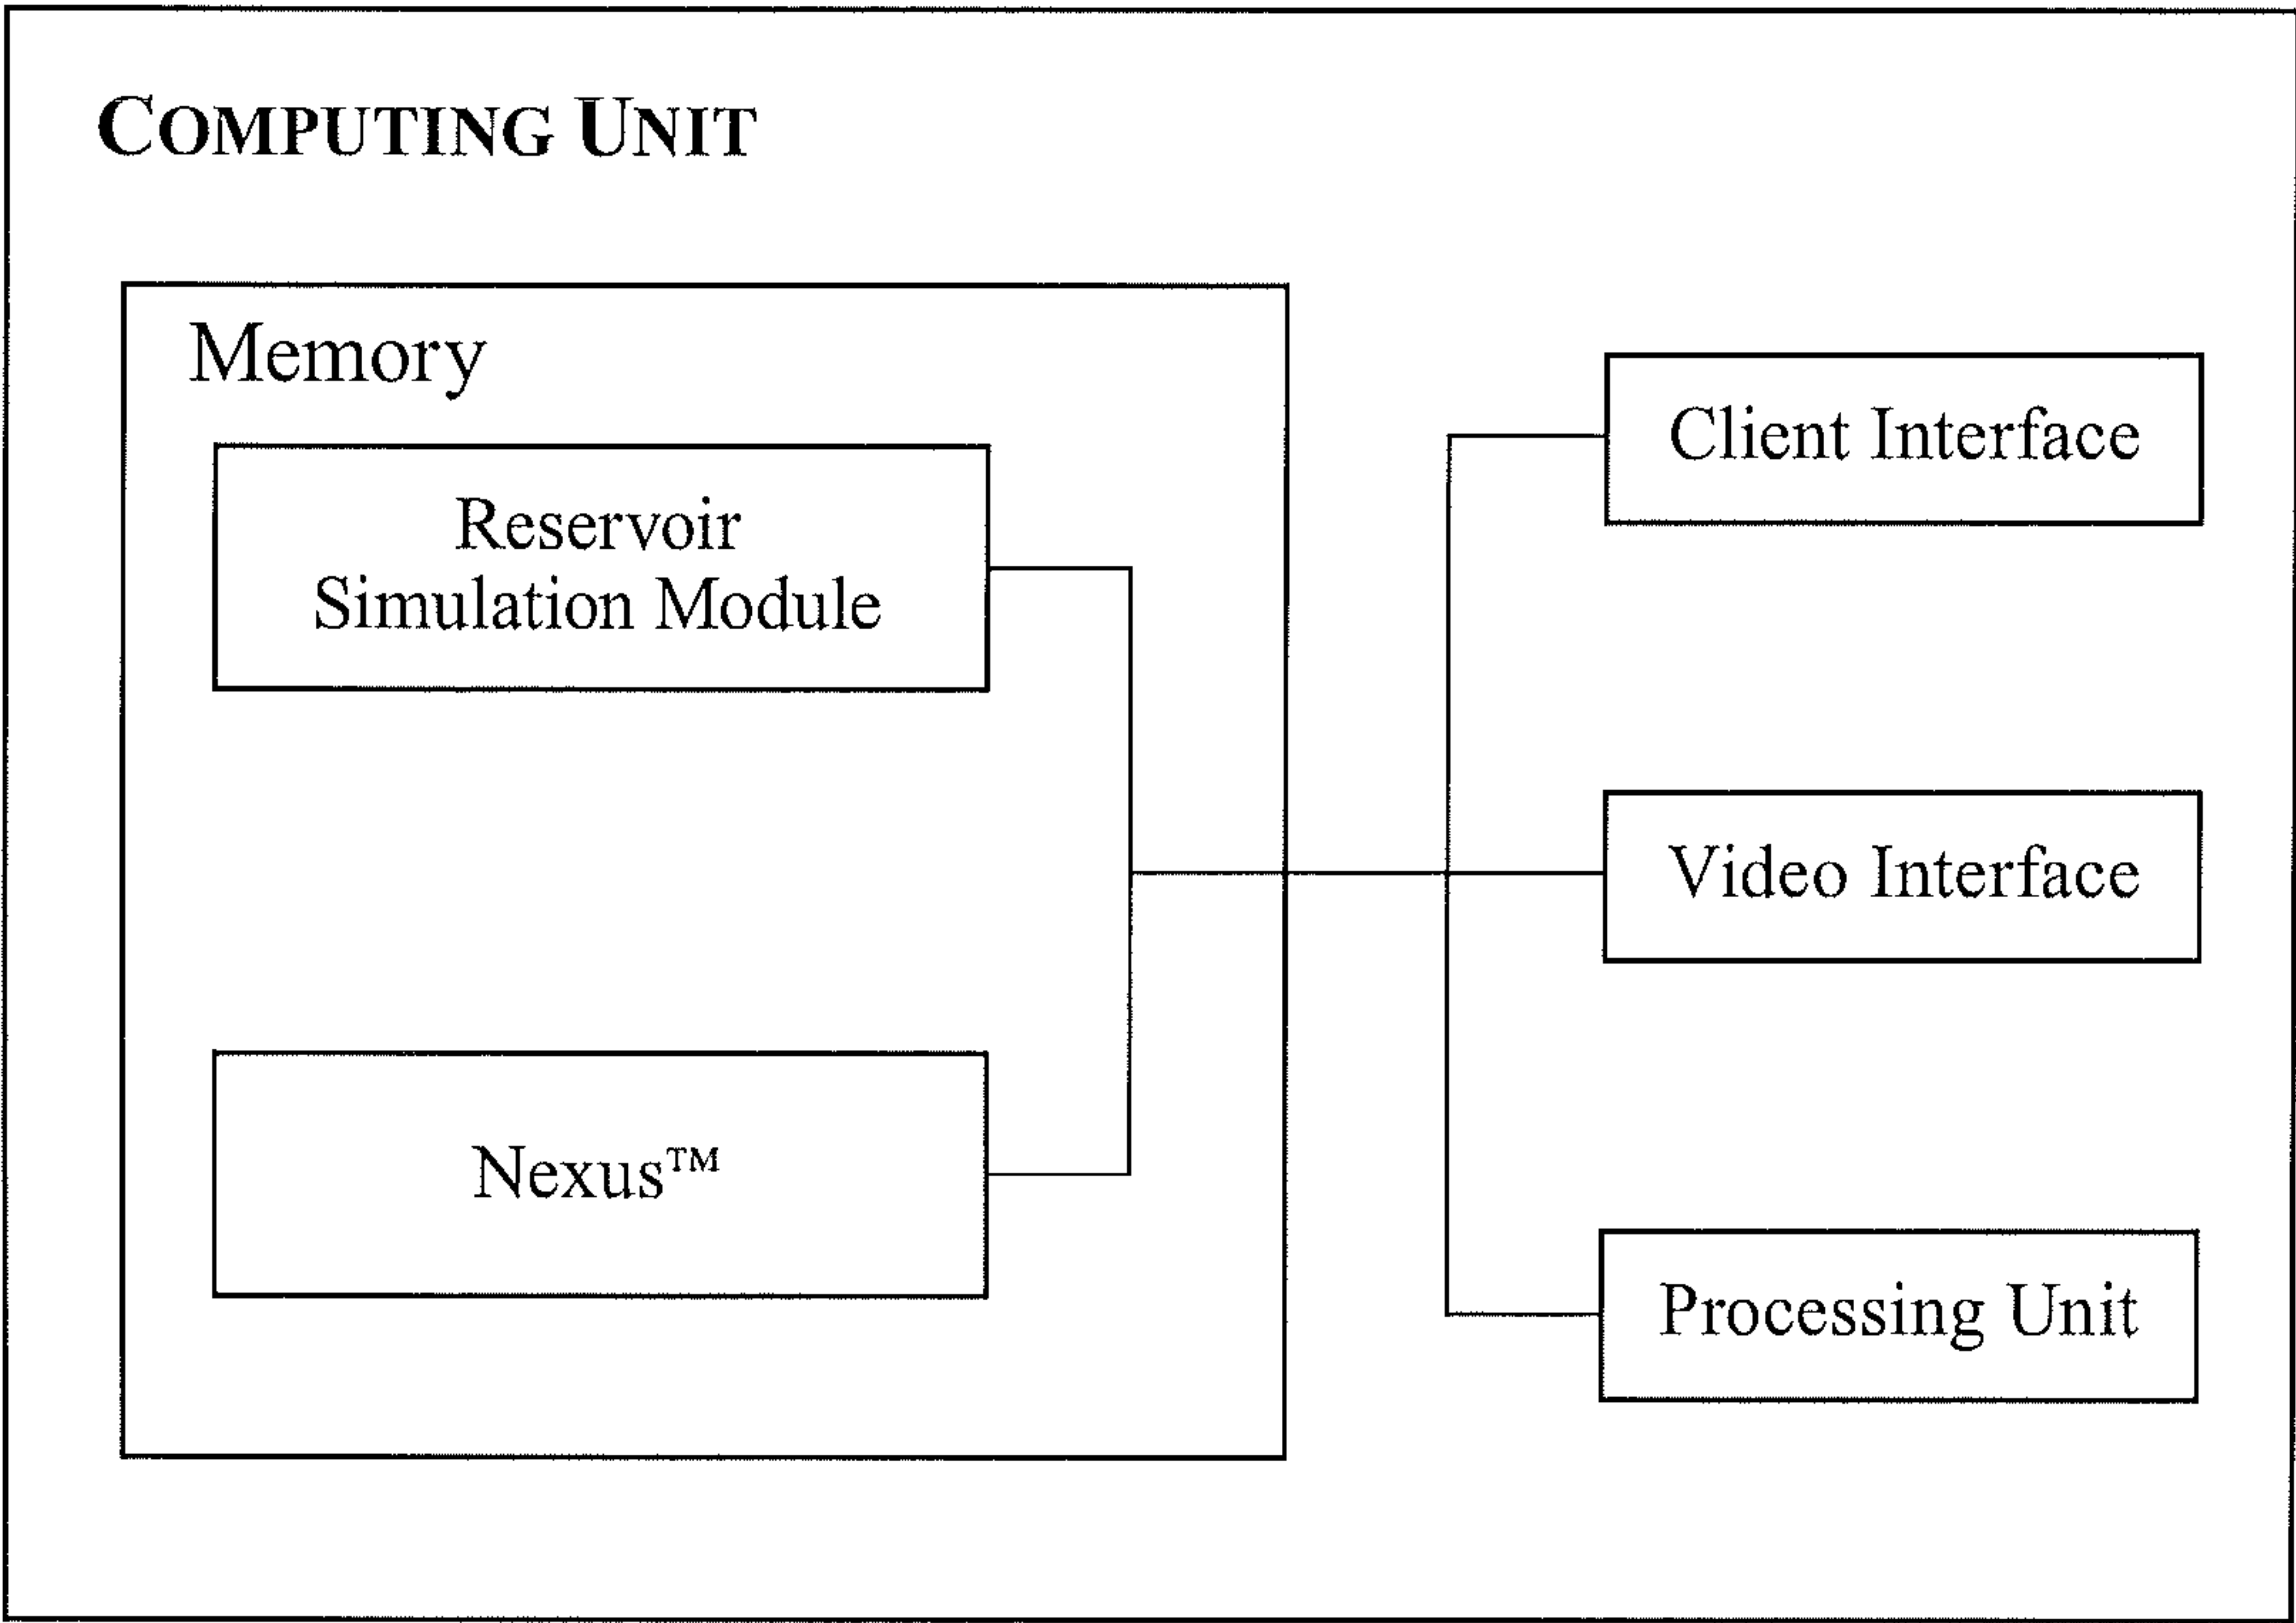 COMPUTING UNIT
Memory
Reservoir
Simulation Module
Nexus™
Client Interface
Video Interface
Processing Unit